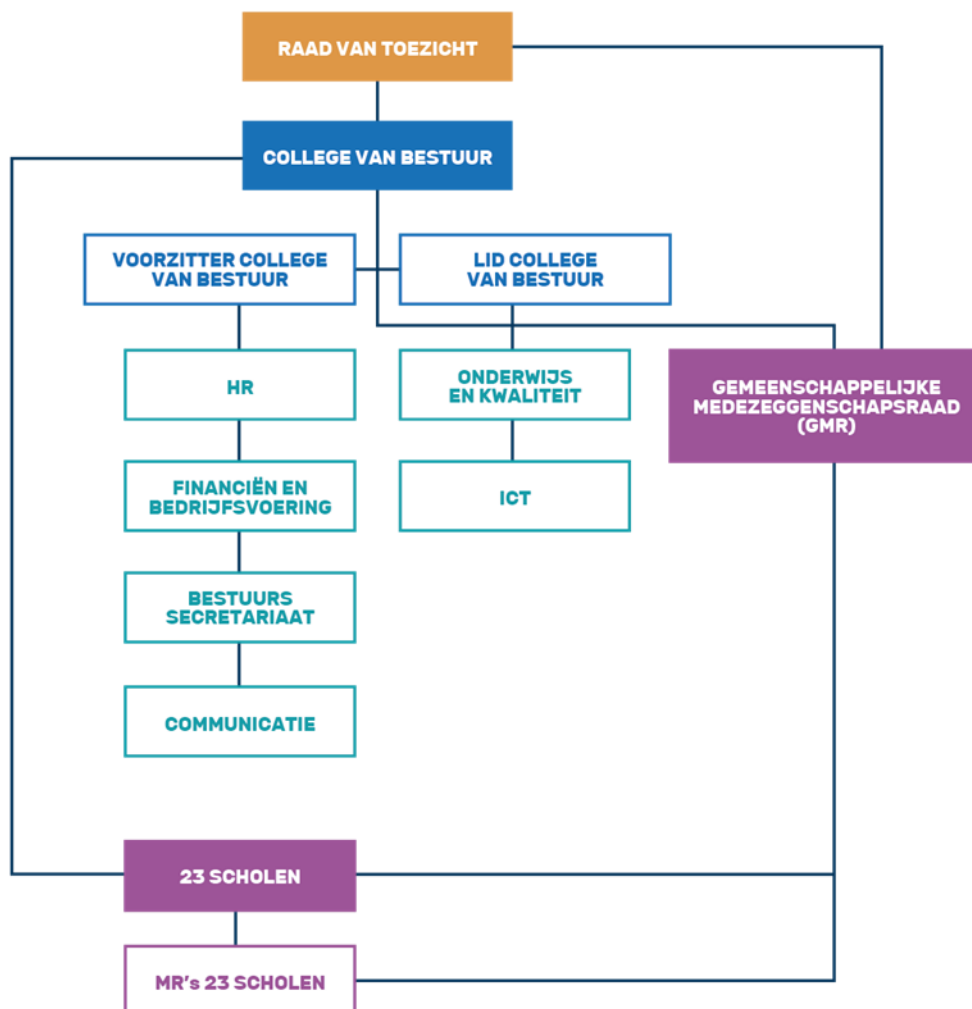 RAAD VAN TOEZICHT
COLLEGE VAN BESTUUR
VOORZITTER COLLEGE
VAN BESTUUR
LID COLLEGE
VAN BESTUUR
HR
ONDERWIJS
EN KWALITEIT
GEMEENSCHAPPELIJKE
MEDEZEGGENSCHAPSRAAD
(GMR)
FINANCIËN EN
BEDRIJFSVOERING
ICT
BESTUURS
SECRETARIAAT
COMMUNICATIE
23 SCHOLEN
MR's 23 SCHOLEN